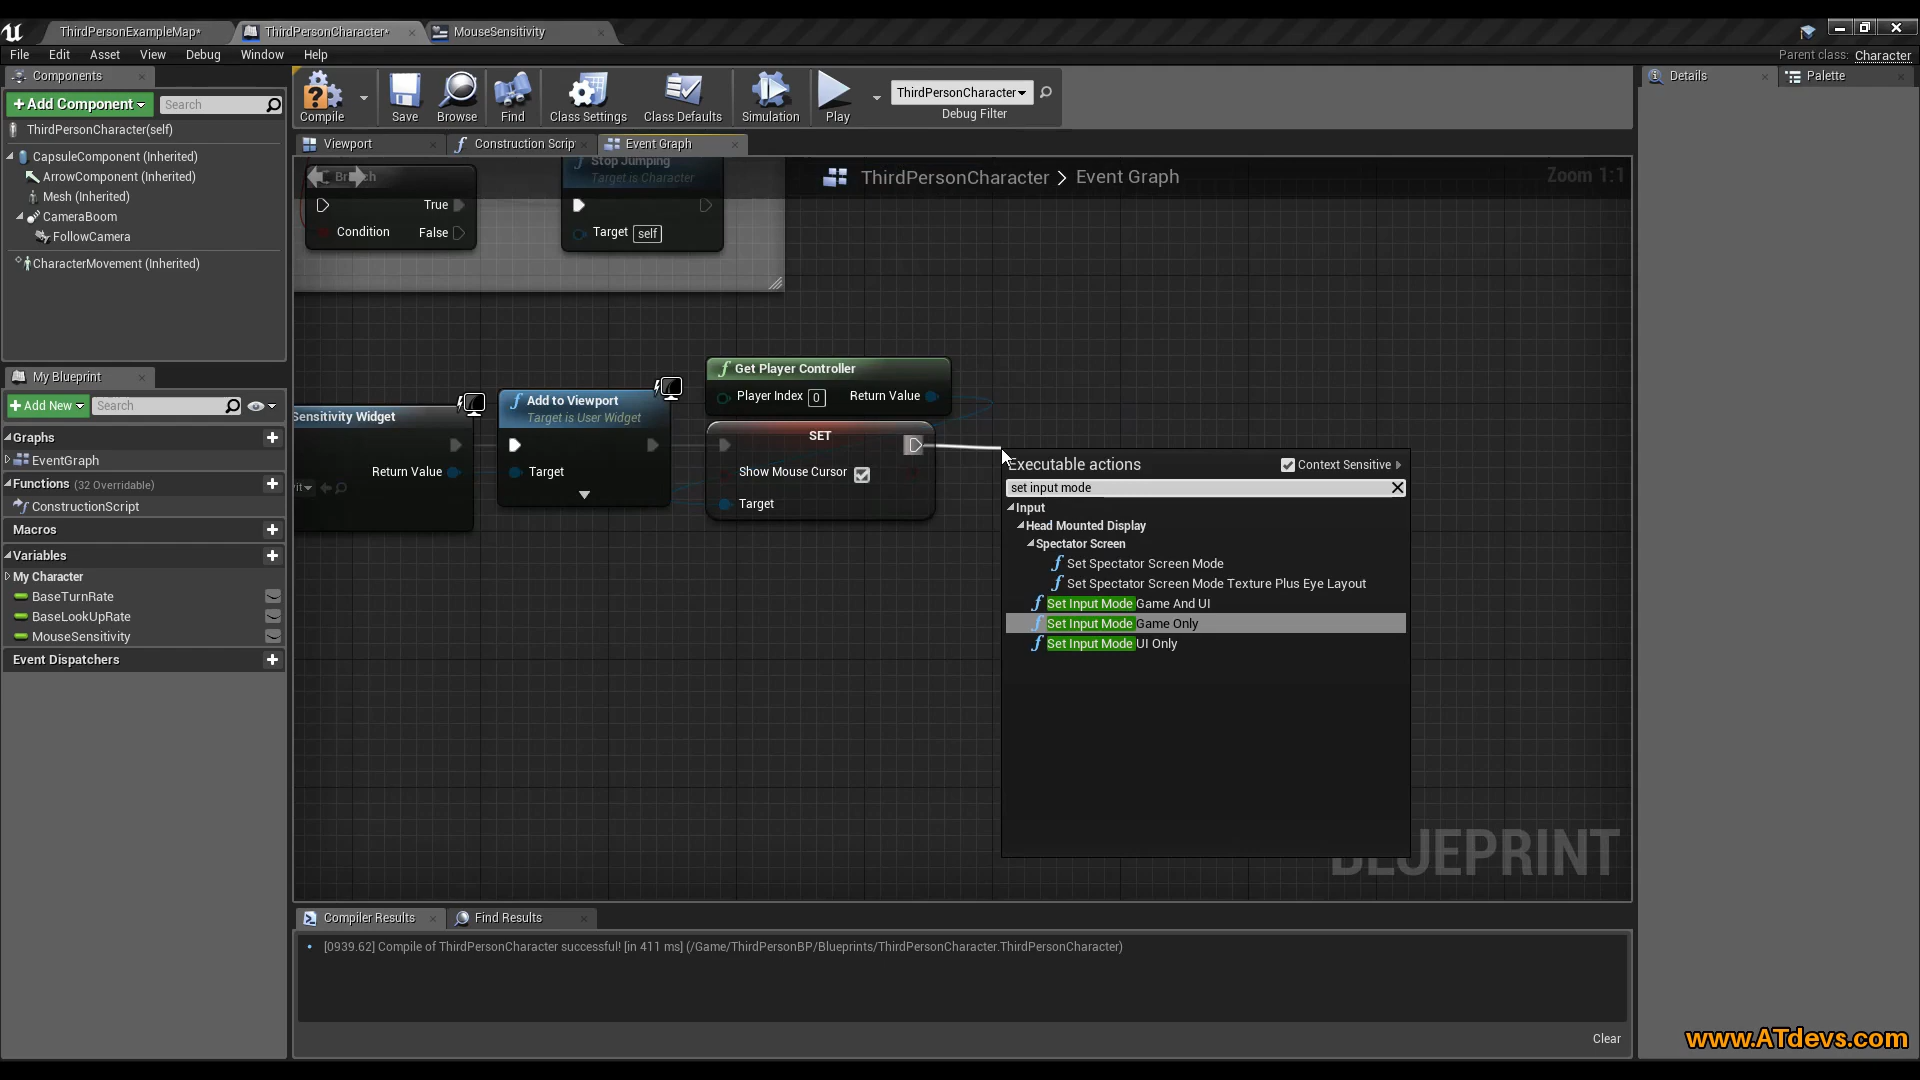 ThirdPersonExampleMap*
ThirdPersonCharacter*
MouseSensitivity
File Edit Asset View Debug Window Help
Parent class: Character
Components
+Add Component
Search
ThirdPersonCharacter(self)
CapsuleComponent (Inherited)
ArrowComponent (Inherited)
Mesh (Inherited)
CameraBoom
FollowCamera
CharacterMovement (Inherited)
My Blueprint
+Add New
Search
Graphs
EventGraph
Functions (32 Overridable)
ConstructionScript
Macros
Variables
My Character
BaseTurnRate
BaseLookUpRate
MouseSensitivity
Event Dispatchers
Compile
Save
Browse
Find
Class Settings
Class Defaults
Simulation
Play
ThirdPersonCharacter
Debug Filter
Details
Palette
Viewport
Construction Scrip
Event Graph
ThirdPersonCharacter > Event Graph
Zoom 1:1
Branch
True
Condition
False
Stop Jumping
Target is Character
Target self
Sensitivity Widget
Return Value
Add to Viewport
Target is User Widget
Target
Get Player Controller
Player Index 0
Return Value
SET
Show Mouse Cursor
Target
Executable actions
Context Sensitive
set input mode
Input
Head Mounted Display
Spectator Screen
Set Spectator Screen Mode
Set Spectator Screen Mode Texture Plus Eye Layout
Set Input Mode Game And UI
Set Input Mode Game Only
Set Input Mode UI Only
BLUEPRINT
Compiler Results
Find Results
[0939.62] Compile of ThirdPersonCharacter successful! [in 411 ms] (/Game/ThirdPersonBP/Blueprints/ThirdPersonCharacter.ThirdPersonCharacter)
Clear
www.ATdevs.com